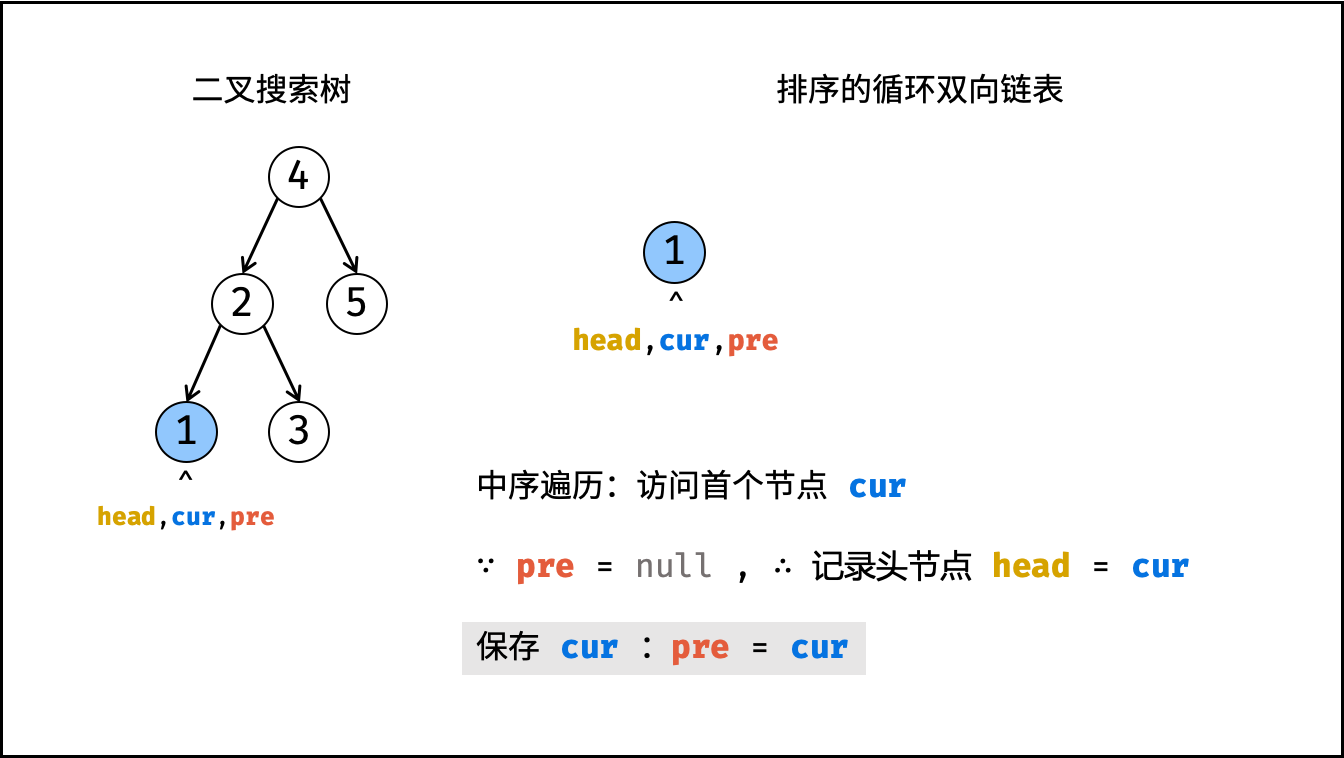 二叉搜索树
排序的循环双向链表
4
2
5
1
3
^
head,cur,pre
1
^
head,cur,pre
中序遍历：访问首个节点 cur
∵ pre = null , ∴ 记录头节点 head = cur
保存 cur : pre = cur